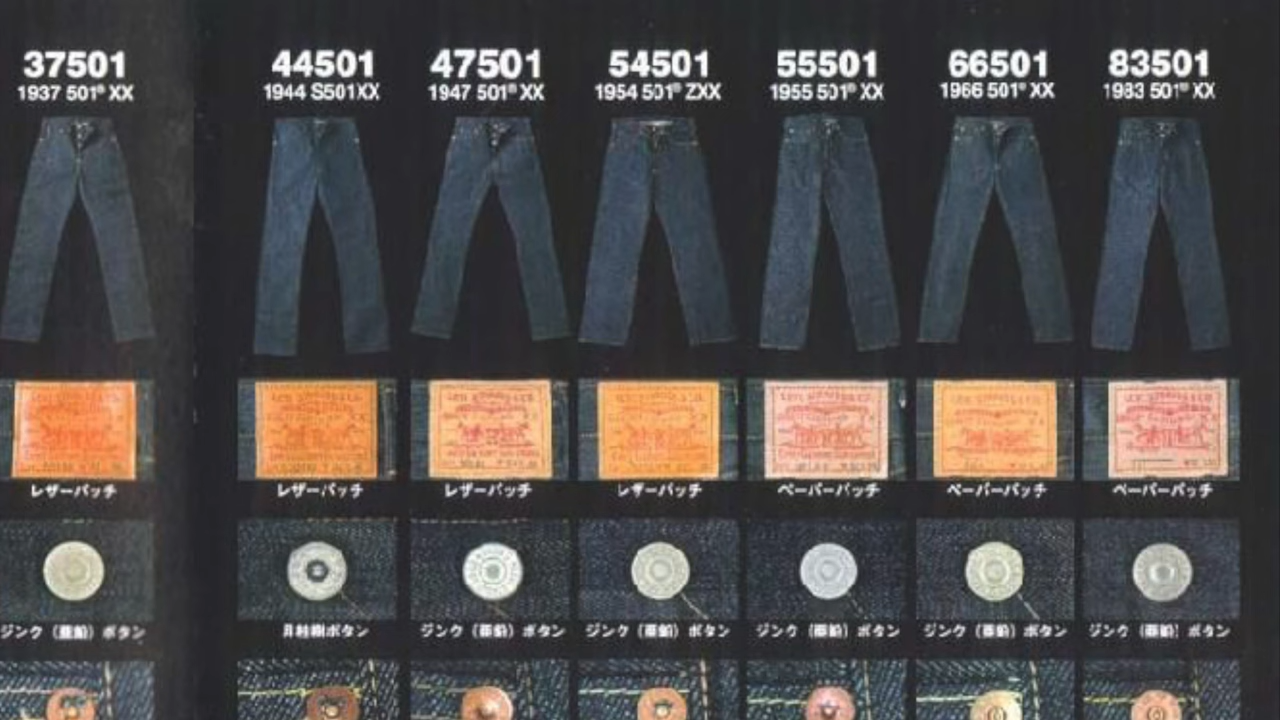 37501
1937 501® XX
44501
1944 S501XX
47501
1947 501® XX
54501
1954 501® ZXX
55501
1955 501® XX
66501
1966 501® XX
83501
1983 501® XX
レザーパッチ
レザーパッチ
レザーパッチ
レザーパッチ
ペーパーパッチ
ペーパーパッチ
ペーパーパッチ
ジンク（亜鉛）ボタン
月桂樹ボタン
ジンク（亜鉛）ボタン
ジンク（亜鉛）ボタン
ジンク（亜鉛）ボタン
ジンク（亜鉛）ボタン
ジンク（亜鉛）ボタン